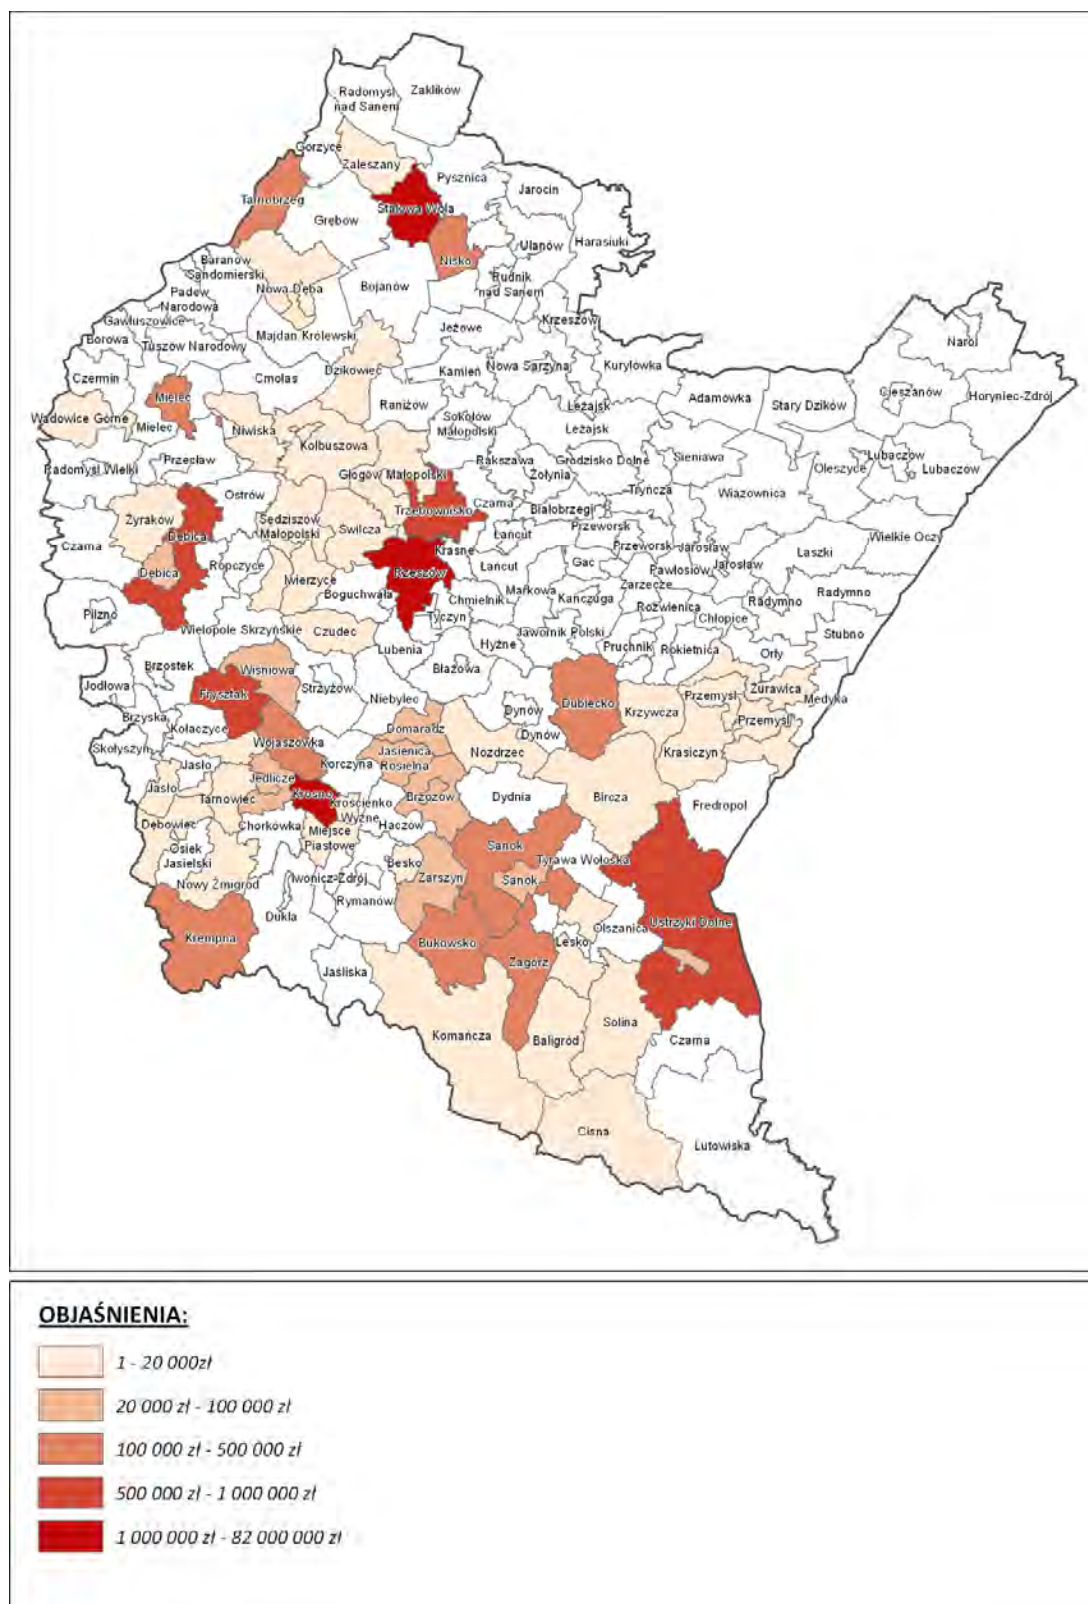 Zaklików
Radomyśl
nad Sanem
Gorzyce
Zaleszany
Pysznica
Jarocin
Tarnobrzeg
Stalowa Wola
Grębów
Ulanów
Harasiuki
Nisko
Baranów
Sandomierski
Rudnik
nad Sanem
Nowa Dęba
Bojanów
Padew
Narodowa
Krzeszów
Gawłuszowice
Majdan Królewski
Jeżowe
Borowa
Tuszów Narodowy
Narol
Dzikowiec
Kamień
Nowa Sarzyna
Kuryłówka
Czermin
Cmolas
Cieszanów
Horyniec-Zdrój
Mielec
Raniżów
Leżajsk
Adamówka
Stary Dzików
Wadowice Górne
Mielec
Niwiska
Kolbuszowa
Sokołów
Małopolski
Leżajsk
Przecław
Rakszawa
Grodzisko Dolne
Sieniawa
Lubaczów
Radomyśl Wielki
Głogów Małopolski
Żołynia
Oleszyce
Lubaczów
Ostrów
Trzebownisko
Czarna
Białobrzegi
Tryńcza
Wiązownica
Żyraków
Sędziszów
Małopolski
Świlcza
Łańcut
Przeworsk
Wielkie Oczy
Czarna
Dębica
Krasne
Przeworsk
Jarosław
Laszki
Dębica
Ropczyce
Rzeszów
Łańcut
Gać
Pawłosiów
Jarosław
Iwierzyce
Boguchwała
Chmielnik
Markowa
Kańczuga
Zarzecze
Radymno
Radymno
Pilzno
Tyczyn
Roźwienica
Chłopice
Wielopole Skrzyńskie
Czudec
Lubenia
Hyżne
Jawornik Polski
Pruchnik
Rokietnica
Orły
Stubno
Brzostek
Wiśniowa
Strzyżów
Błażowa
Jodłowa
Frysztak
Niebylec
Dubiecko
Przemyśl
Żurawica
Medyka
Brzyska
Kołaczyce
Domaradz
Dynów
Krzywcza
Przemyśl
Skołyszyn
Wojaszówka
Dynów
Jasło
Korczyna
Jasienica
Rosielna
Nozdrzec
Krasiczyn
Jasło
Jedlicze
Tarnowiec
Krosno
Krościenko
Wyżne
Brzozów
Dydnia
Bircza
Fredropol
Dębowiec
Chorkówka
Miejsce
Piastowe
Haczów
Osiek
Jasielski
Sanok
Tyrawa Wołoska
Besko
Nowy Żmigród
Iwonicz-Zdrój
Zarszyn
Sanok
Rymanów
Dukla
Olszanica
Ustrzyki Dolne
Krempna
Bukowsko
Lesko
Zagórz
Jaśliska
Solina
Komańcza
Baligród
Czarna
Cisna
Lutowiska
OBJAŚNIENIA:
1 - 20 000zł
20 000 zł - 100 000 zł
100 000 zł - 500 000 zł
500 000 zł - 1 000 000 zł
1 000 000 zł - 82 000 000 zł